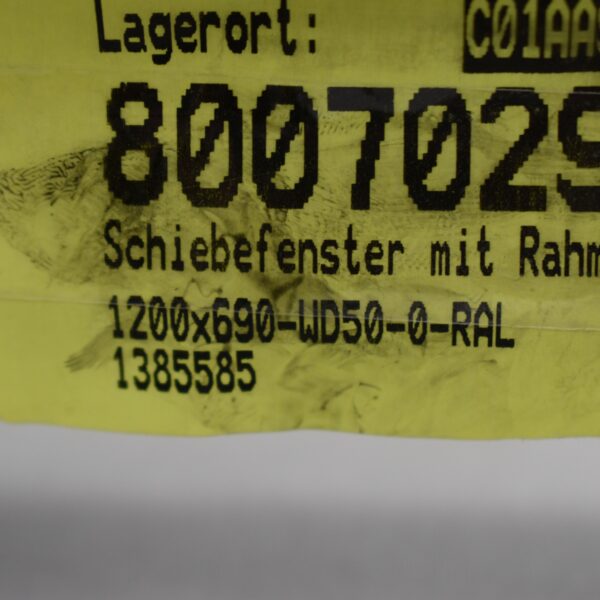 Lagerort: C01AA
800702
Schiebefenster mit Rahm
1200x690-WD50-0-RAL
1385585